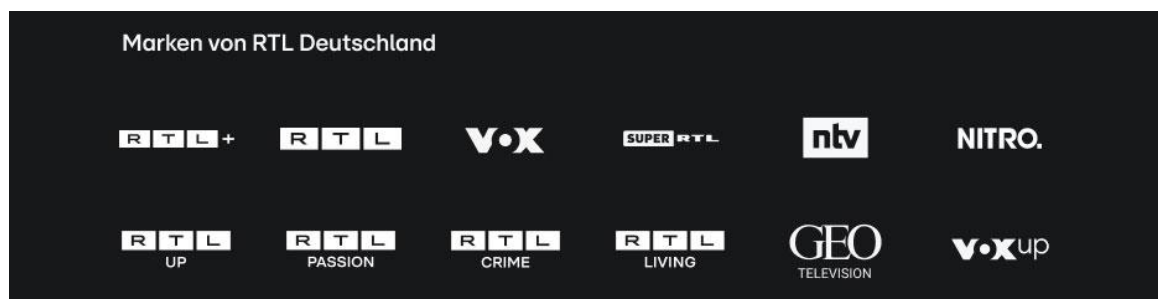 Marken von RTL Deutschland
RTL+ RTL VOX SUPER RTL ntv NITRO.
RTL RTL RTL RTL GEO VOXup
UP PASSION CRIME LIVING TELEVISION